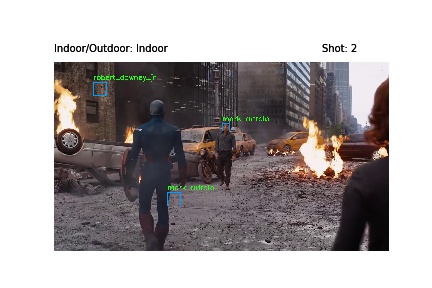 Indoor/Outdoor: Indoor
Shot: 2
robert_downey_jr.
mark_ruffalo
mark_ruffalo